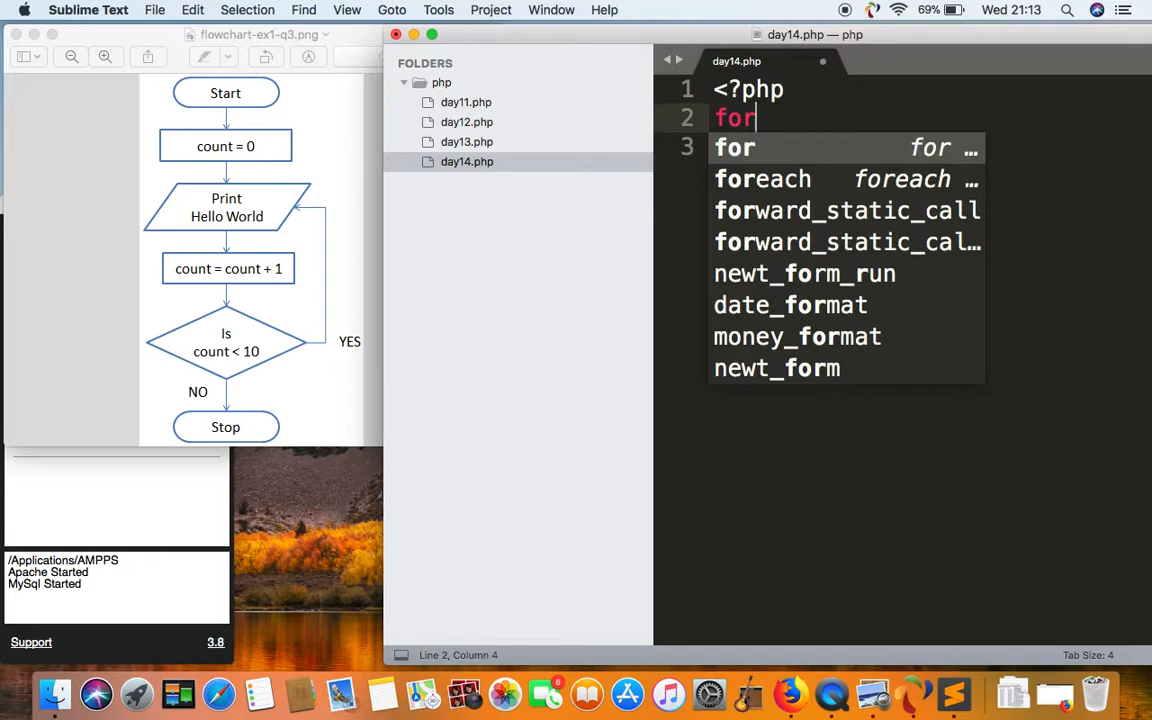 Sublime Text File Edit Selection Find View Goto Tools Project Window Help 69% Wed 21:13
flowchart-ex1-q3.png
Start
count = 0
Print
Hello World
count = count + 1
Is
count < 10
YES
NO
Stop
/Applications/AMPPS
Apache Started
MySql Started
Support 3.8
day14.php — php
FOLDERS
php
day11.php
day12.php
day13.php
day14.php
day14.php
1 <?php
2 for
3
for for …
foreach foreach …
forward_static_call
forward_static_cal…
newt_form_run
date_format
money_format
newt_form
Line 2, Column 4 Tab Size: 4
6